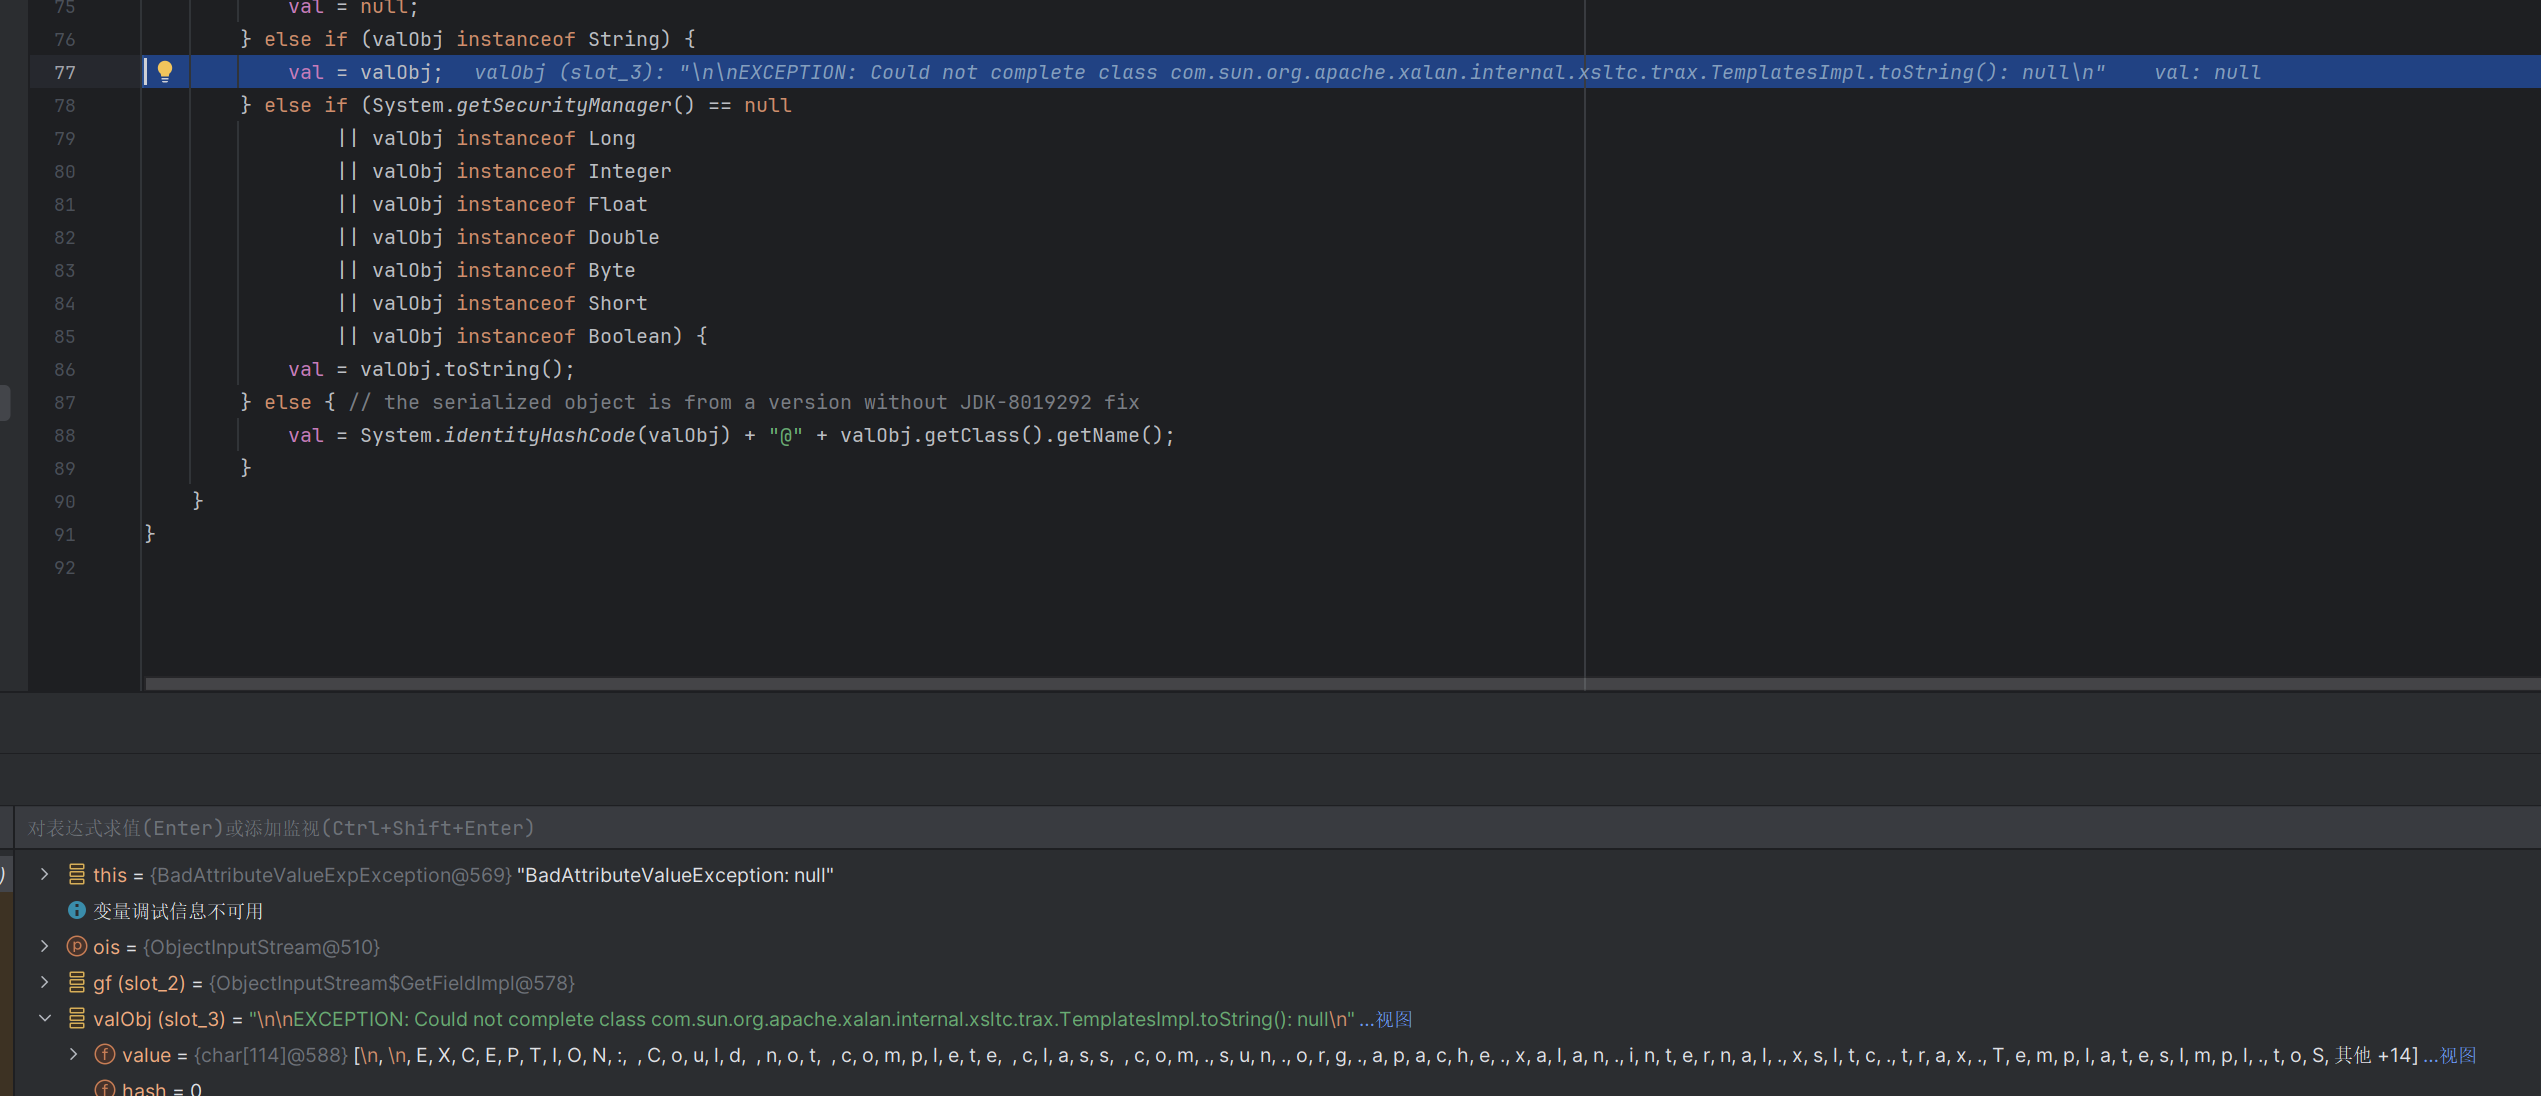 75 val = null;
76 } else if (valObj instanceof String) {
77 val = valObj; valObj (slot_3): "\n\nEXCEPTION: Could not complete class com.sun.org.apache.xalan.internal.xsltc.trax.TemplatesImpl.toString(): null\n" val: null
78 } else if (System.getSecurityManager() == null
79 || valObj instanceof Long
80 || valObj instanceof Integer
81 || valObj instanceof Float
82 || valObj instanceof Double
83 || valObj instanceof Byte
84 || valObj instanceof Short
85 || valObj instanceof Boolean) {
86 val = valObj.toString();
87 } else { // the serialized object is from a version without JDK-8019292 fix
88 val = System.identityHashCode(valObj) + "@" + valObj.getClass().getName();
89 }
90 }
91 }
92
对表达式求值(Enter)或添加监视(Ctrl+Shift+Enter)
) this = {BadAttributeValueExpException@569} "BadAttributeValueException: null"
变量调试信息不可用
ois = {ObjectInputStream@510}
gf (slot_2) = {ObjectInputStream$GetFieldImpl@578}
valObj (slot_3) = "\n\nEXCEPTION: Could not complete class com.sun.org.apache.xalan.internal.xsltc.trax.TemplatesImpl.toString(): null\n" ...视图
value = {char[114]@588} [\n, \n, E, X, C, E, P, T, I, O, N, :,  , C, o, u, l, d,  , n, o, t,  , c, o, m, p, l, e, t, e,  , c, l, a, s, s,  , c, o, m, ., s, u, n, ., o, r, g, ., a, p, a, c, h, e, ., x, a, l, a, n, ., i, n, t, e, r, n, a, l, ., x, s, l, t, c, ., t, r, a, x, ., T, e, m, p, l, a, t, e, s, I, m, p, l, ., t, o, S, 其他 +14] ...视图
hash = 0